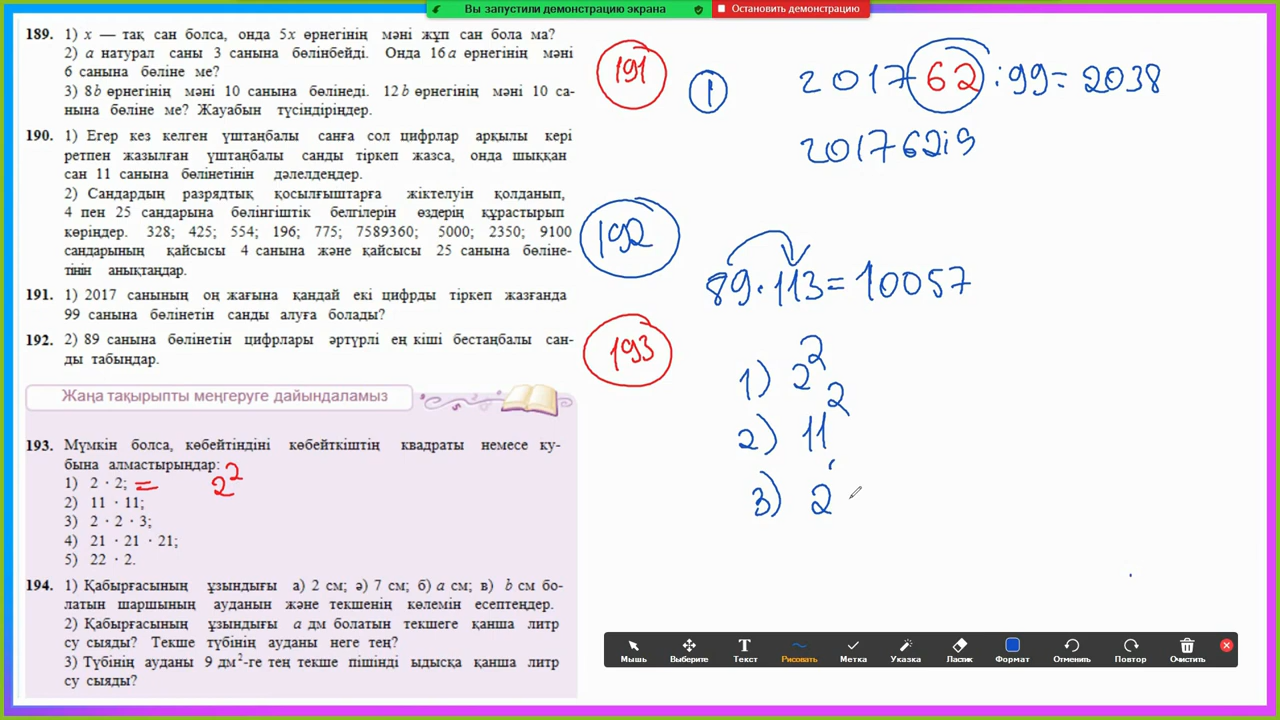 Вы запустили демонстрацию экрана
Остановить демонстрацию
189. 1) x — тақ сан болса, онда 5x өрнегінің мәні жұп сан бола ма?
2) a натурал саны 3 санына бөлінбейді. Онда 16a өрнегінің мәні
6 санына бөліне ме?
3) 8b өрнегінің мәні 10 санына бөлінеді. 12b өрнегінің мәні 10 са-
нына бөліне ме? Жауабын түсіндіріңдер.
190. 1) Егер кез келген үштаңбалы санға сол цифрлар арқылы кері
ретпен жазылған үштаңбалы санды тіркеп жазса, онда шыққан
сан 11 санына бөлінетінін дәлелдеңдер.
2) Сандардың разрядтық қосылғыштарға жіктелуін қолданып,
4 пен 25 сандарына бөлінгіштік белгілерін өздерің құрастырып
көріңдер. 328; 425; 554; 196; 775; 7589360; 5000; 2350; 9100
сандарының қайсысы 4 санына және қайсысы 25 санына бөліне-
тінін анықтаңдар.
191. 1) 2017 санының оң жағына қандай екі цифрды тіркеп жазғанда
99 санына бөлінетін санды алуға болады?
192. 2) 89 санына бөлінетін цифрлары әртүрлі ең кіші бестаңбалы сан-
ды табыңдар.
Жаңа тақырыпты меңгеруге дайындаламыз
193. Мүмкін болса, көбейтіндіні көбейткіштің квадраты немесе ку-
бына алмастырыңдар:
1) 2 · 2; = 2²
2) 11 · 11;
3) 2 · 2 · 3;
4) 21 · 21 · 21;
5) 22 · 2.
194. 1) Қабырғасының ұзындығы а) 2 см; ә) 7 см; б) a см; в) b см бо-
латын шаршының ауданын және текшенің көлемін есептеңдер.
2) Қабырғасының ұзындығы a дм болатын текшеге қанша литр
су сыяды? Текше түбінің ауданы неге тең?
3) Түбінің ауданы 9 дм²-ге тең текше пішінді ыдысқа қанша литр
су сыяды?
191
1
201762:99=2038
201762:9
192
89·113=10057
193
1) 2²
2) 11²
3) 2
Мышь
Выберите
Текст
Рисовать
Метка
Указка
Ластик
Формат
Отменить
Повтор
Очистить